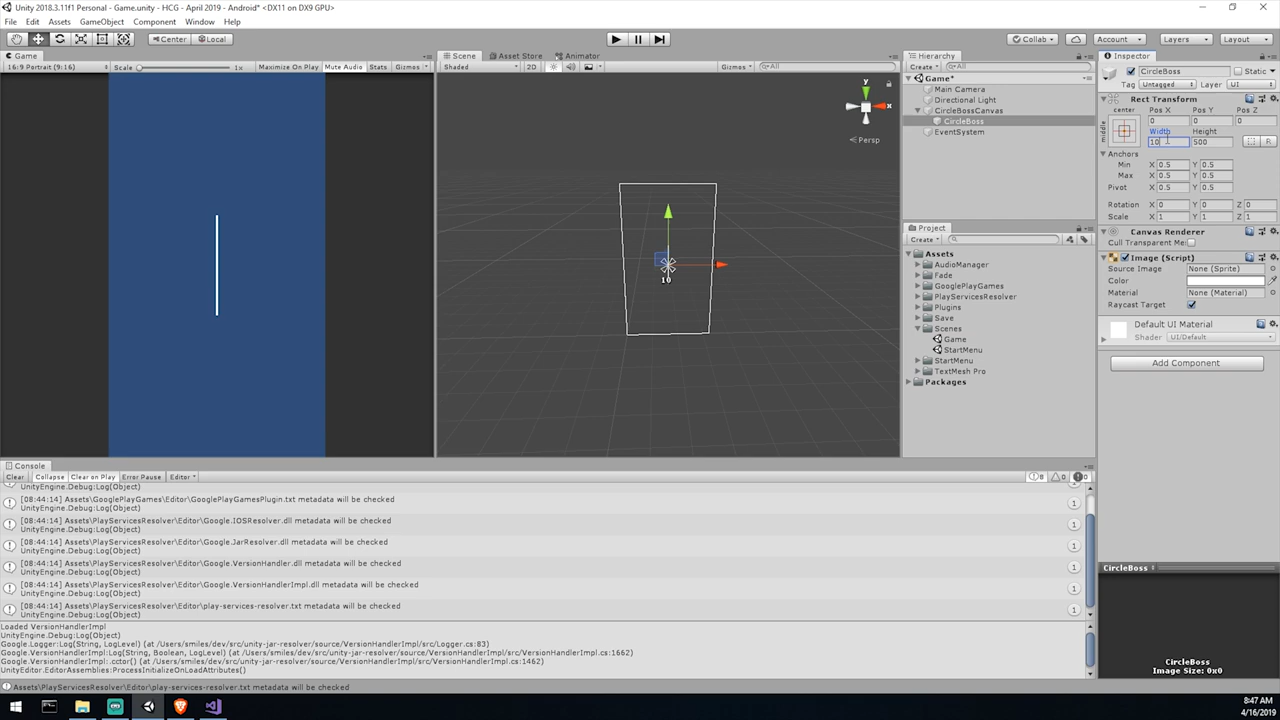 Unity 2018.3.11f1 Personal - Game.unity - HCG - April 2019 - Android* <DX11 on DX9 GPU>
File Edit Assets GameObject Component Window Help
Center Local Collab Account Layers Layout
Game
16:9 Portrait (9:16) Scale 1x Maximize On Play Mute Audio Stats Gizmos
Scene Asset Store Animator
Shaded 2D Gizmos All
y
x
Persp
10
Hierarchy
Create All
Game*
Main Camera
Directional Light
CircleBossCanvas
CircleBoss
EventSystem
Project
Create
Assets
AudioManager
Fade
GooglePlayGames
PlayServicesResolver
Plugins
Save
Scenes
Game
StartMenu
StartMenu
TextMesh Pro
Packages
Inspector
CircleBoss Static
Tag Untagged Layer UI
Rect Transform
center Pos X Pos Y Pos Z
middle 0 0 0
Width Height
10 500 R
Anchors
Min X 0.5 Y 0.5
Max X 0.5 Y 0.5
Pivot X 0.5 Y 0.5
Rotation X 0 Y 0 Z 0
Scale X 1 Y 1 Z 1
Canvas Renderer
Cull Transparent Me
Image (Script)
Source Image None (Sprite)
Color
Material None (Material)
Raycast Target
Default UI Material
Shader UI/Default
Add Component
CircleBoss
CircleBoss
Image Size: 0x0
Console
Clear Collapse Clear on Play Error Pause Editor 0
UnityEngine.Debug:Log(Object)
[08:44:14] Assets\GooglePlayGames\Editor\GooglePlayGamesPlugin.txt metadata will be checked
UnityEngine.Debug:Log(Object) 1
[08:44:14] Assets\PlayServicesResolver\Editor\Google.IOSResolver.dll metadata will be checked
UnityEngine.Debug:Log(Object) 1
[08:44:14] Assets\PlayServicesResolver\Editor\Google.JarResolver.dll metadata will be checked
UnityEngine.Debug:Log(Object) 1
[08:44:14] Assets\PlayServicesResolver\Editor\Google.VersionHandler.dll metadata will be checked
UnityEngine.Debug:Log(Object) 1
[08:44:14] Assets\PlayServicesResolver\Editor\Google.VersionHandlerImpl.dll metadata will be checked
UnityEngine.Debug:Log(Object) 1
[08:44:14] Assets\PlayServicesResolver\Editor\play-services-resolver.txt metadata will be checked
UnityEngine.Debug:Log(Object) 1
Loaded VersionHandlerImpl
UnityEngine.Debug:Log(Object)
Google.Logger:Log(String, LogLevel) (at /Users/smiles/dev/src/unity-jar-resolver/source/VersionHandlerImpl/src/Logger.cs:83)
Google.VersionHandlerImpl:Log(String, Boolean, LogLevel) (at /Users/smiles/dev/src/unity-jar-resolver/source/VersionHandlerImpl/src/VersionHandlerImpl.cs:1662)
Google.VersionHandlerImpl:.cctor() (at /Users/smiles/dev/src/unity-jar-resolver/source/VersionHandlerImpl/src/VersionHandlerImpl.cs:1462)
UnityEditor.EditorAssemblies:ProcessInitializeOnLoadAttributes()
Assets\PlayServicesResolver\Editor\play-services-resolver.txt metadata will be checked
8:47 AM
4/16/2019